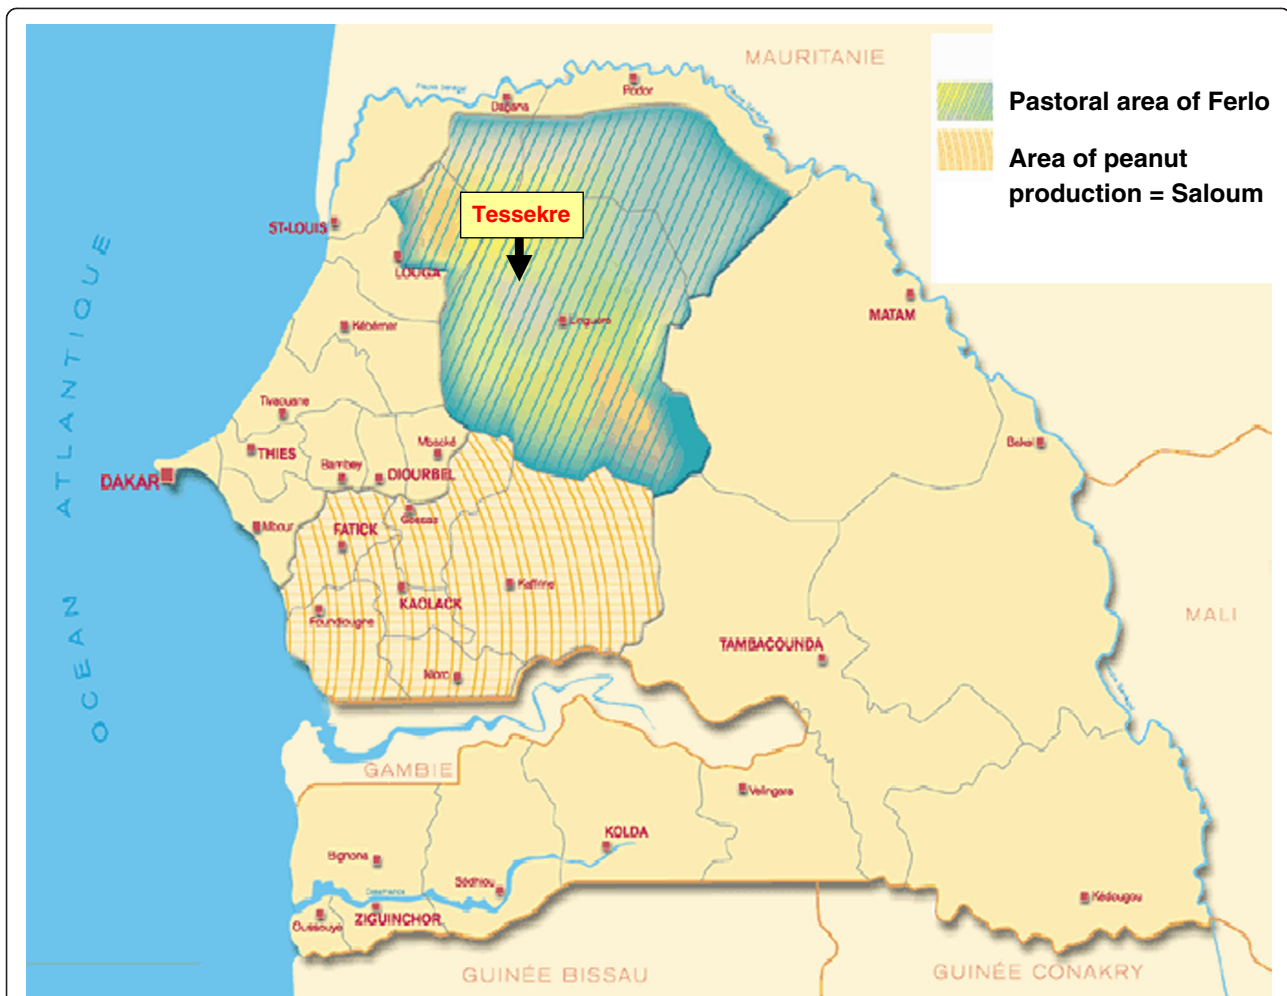 MAURITANIE
Pastoral area of Ferlo
Area of peanut
production = Saloum
Podor
Dagana
Tessekre
ST-LOUIS
LOUGA
MATAM
Linguère
Kébémer
Tivaouane
Mbacké
Bakel
THIES
Bambey
DIOURBEL
DAKAR
OCEAN ATLANTIQUE
Gossas
Mbour
FATICK
Kaffrine
KAOLACK
Foundiougne
MALI
TAMBACOUNDA
Nioro
GAMBIE
Velingara
KOLDA
Bignona
Sédhiou
Casamance
Kédougou
ZIGUINCHOR
Oussouye
GUINÉE BISSAU
GUINÉE CONAKRY